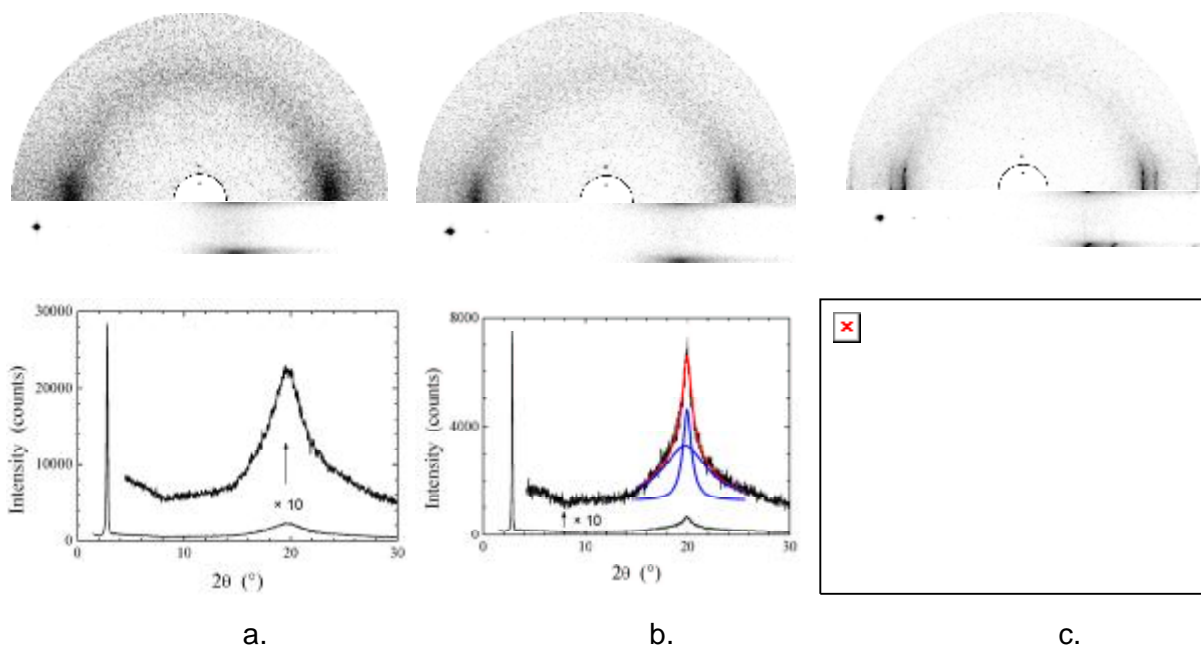 30000
20000
10000
0
Intensity (counts)
× 10
0 10 20 30
2θ (°)
8000
4000
0
Intensity (counts)
× 10
0 10 20 30
2θ (°)
a. b. c.